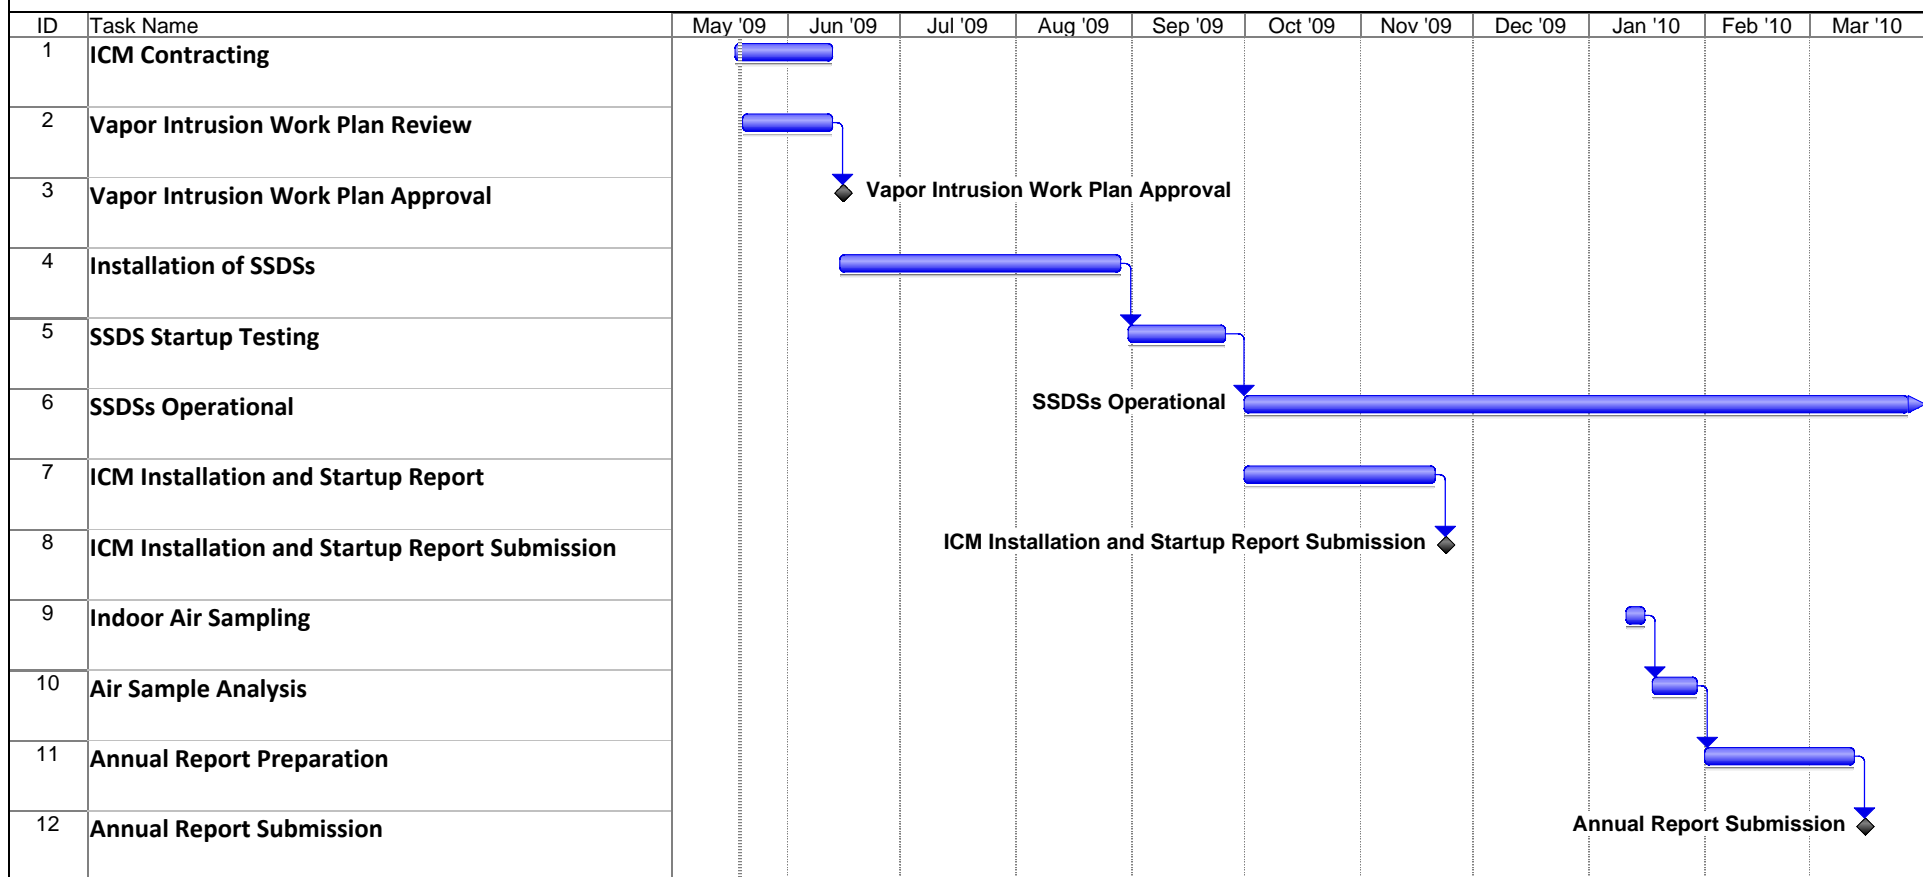 ID Task Name May '09 Jun '09 Jul '09 Aug '09 Sep '09 Oct '09 Nov '09 Dec '09 Jan '10 Feb '10 Mar '10
1 ICM Contracting
2 Vapor Intrusion Work Plan Review
3 Vapor Intrusion Work Plan Approval Vapor Intrusion Work Plan Approval
4 Installation of SSDSs
5 SSDS Startup Testing
6 SSDSs Operational SSDSs Operational
7 ICM Installation and Startup Report
8 ICM Installation and Startup Report Submission ICM Installation and Startup Report Submission
9 Indoor Air Sampling
10 Air Sample Analysis
11 Annual Report Preparation
12 Annual Report Submission Annual Report Submission